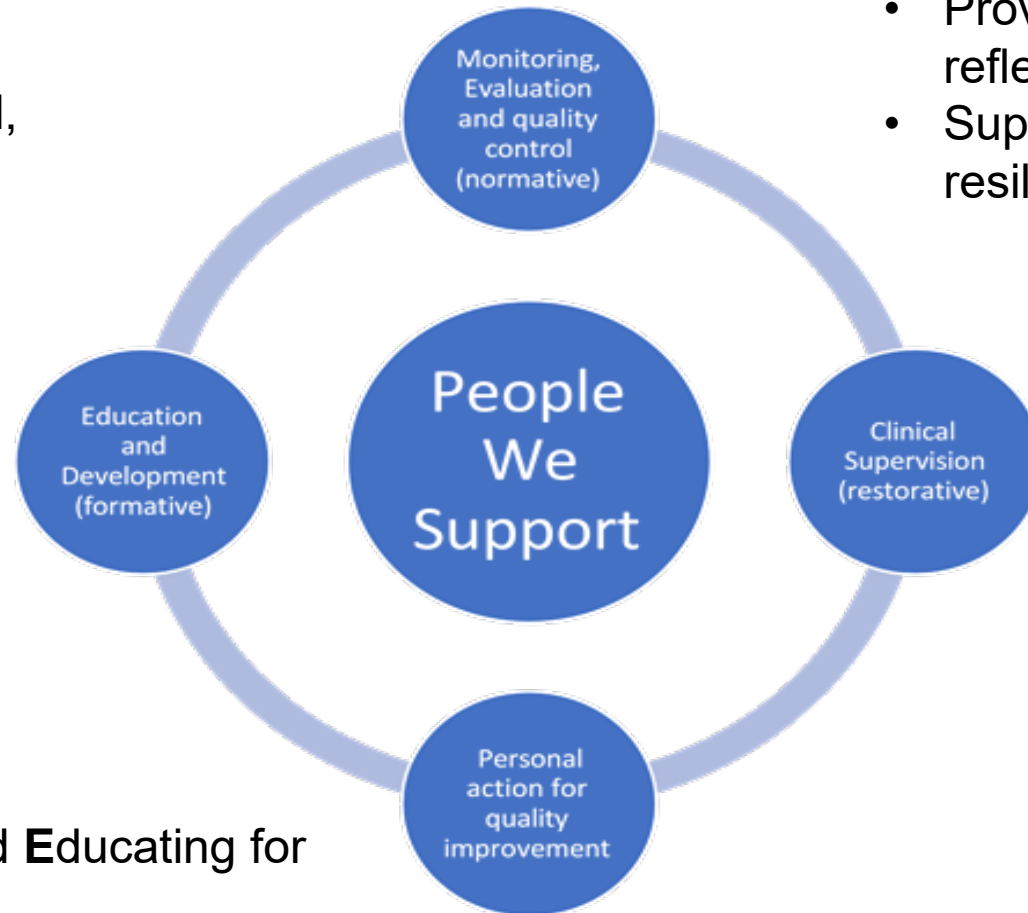 Monitoring,
Evaluation
and quality
control
(normative)
•
•
Education
and
Development
(formative)
People
We
Support
Clinical
Supervision
(restorative)
Personal
action for
quality
improvement
Educating for